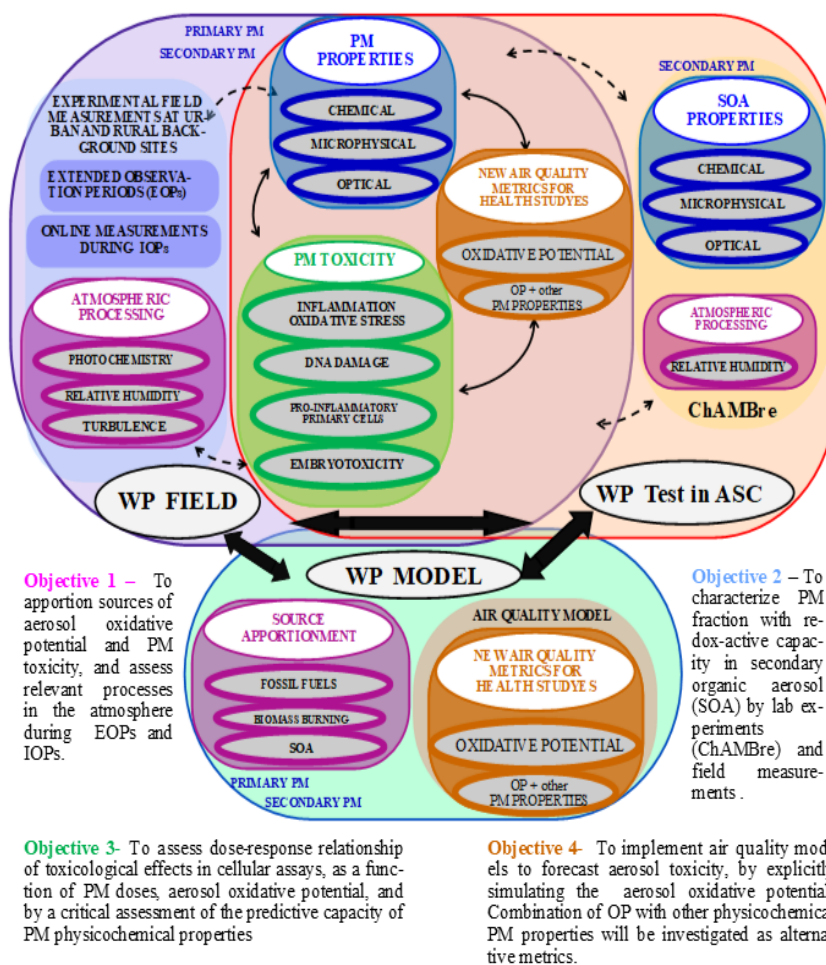 PRIMARY PM
SECONDARY PM
PM
PROPERTIES
CHEMICAL
MICROPHYSICAL
OPTICAL
SECONDARY PM
SOA
PROPERTIES
CHEMICAL
MICROPHYSICAL
OPTICAL
EXPERIMENTAL FIELD
MEASUREMENTS AT UR-
BAN AND RURAL BACK-
GROUND SITES
EXTENDED OBSERVA-
TION PERIODS (EOPs)
ONLINE MEASUREMENTS
DURING IOPs
NEW AIR QUALITY
METRICS FOR
HEALTH STUDYES
OXIDATIVE POTENTIAL
OP + other
PM PROPERTIES
PM TOXICITY
INFLAMMATION
OXIDATIVE STRESS
DNA DAMAGE
PRO-INFLAMMATORY
PRIMARY CELLS
EMBRYOTOXICITY
ATMOSPHERIC
PROCESSING
PHOTOCHEMISTRY
RELATIVE HUMIDITY
TURBULENCE
ATMOSPHERIC
PROCESSING
RELATIVE HUMIDITY
ChAMBre
WP FIELD
WP Test in ASC
WP MODEL
Objective 1 – To
apportion sources of
aerosol oxidative
potential and PM
toxicity, and assess
relevant processes
in the atmosphere
during EOPs and
IOPs.
SOURCE
APPORTIONMENT
FOSSIL FUELS
BIOMASS BURNING
SOA
PRIMARY PM
SECONDARY PM
AIR QUALITY MODEL
NEW AIR QUALITY
METRICS FOR
HEALTH STUDYES
OXIDATIVE POTENTIAL
OP + other
PM PROPERTIES
Objective 2 – To
characterize PM
fraction with re-
dox-active capac-
ity in secondary
organic aerosol
(SOA) by lab ex-
periments
(ChAMBre) and
field measure-
ments .
Objective 3- To assess dose-response relationship
of toxicological effects in cellular assays, as a func-
tion of PM doses, aerosol oxidative potential, and
by a critical assessment of the predictive capacity of
PM physicochemical properties
Objective 4- To implement air quality mod-
els to forecast aerosol toxicity, by explicitly
simulating the aerosol oxidative potential
Combination of OP with other physicochemica
PM properties will be investigated as alterna-
tive metrics.